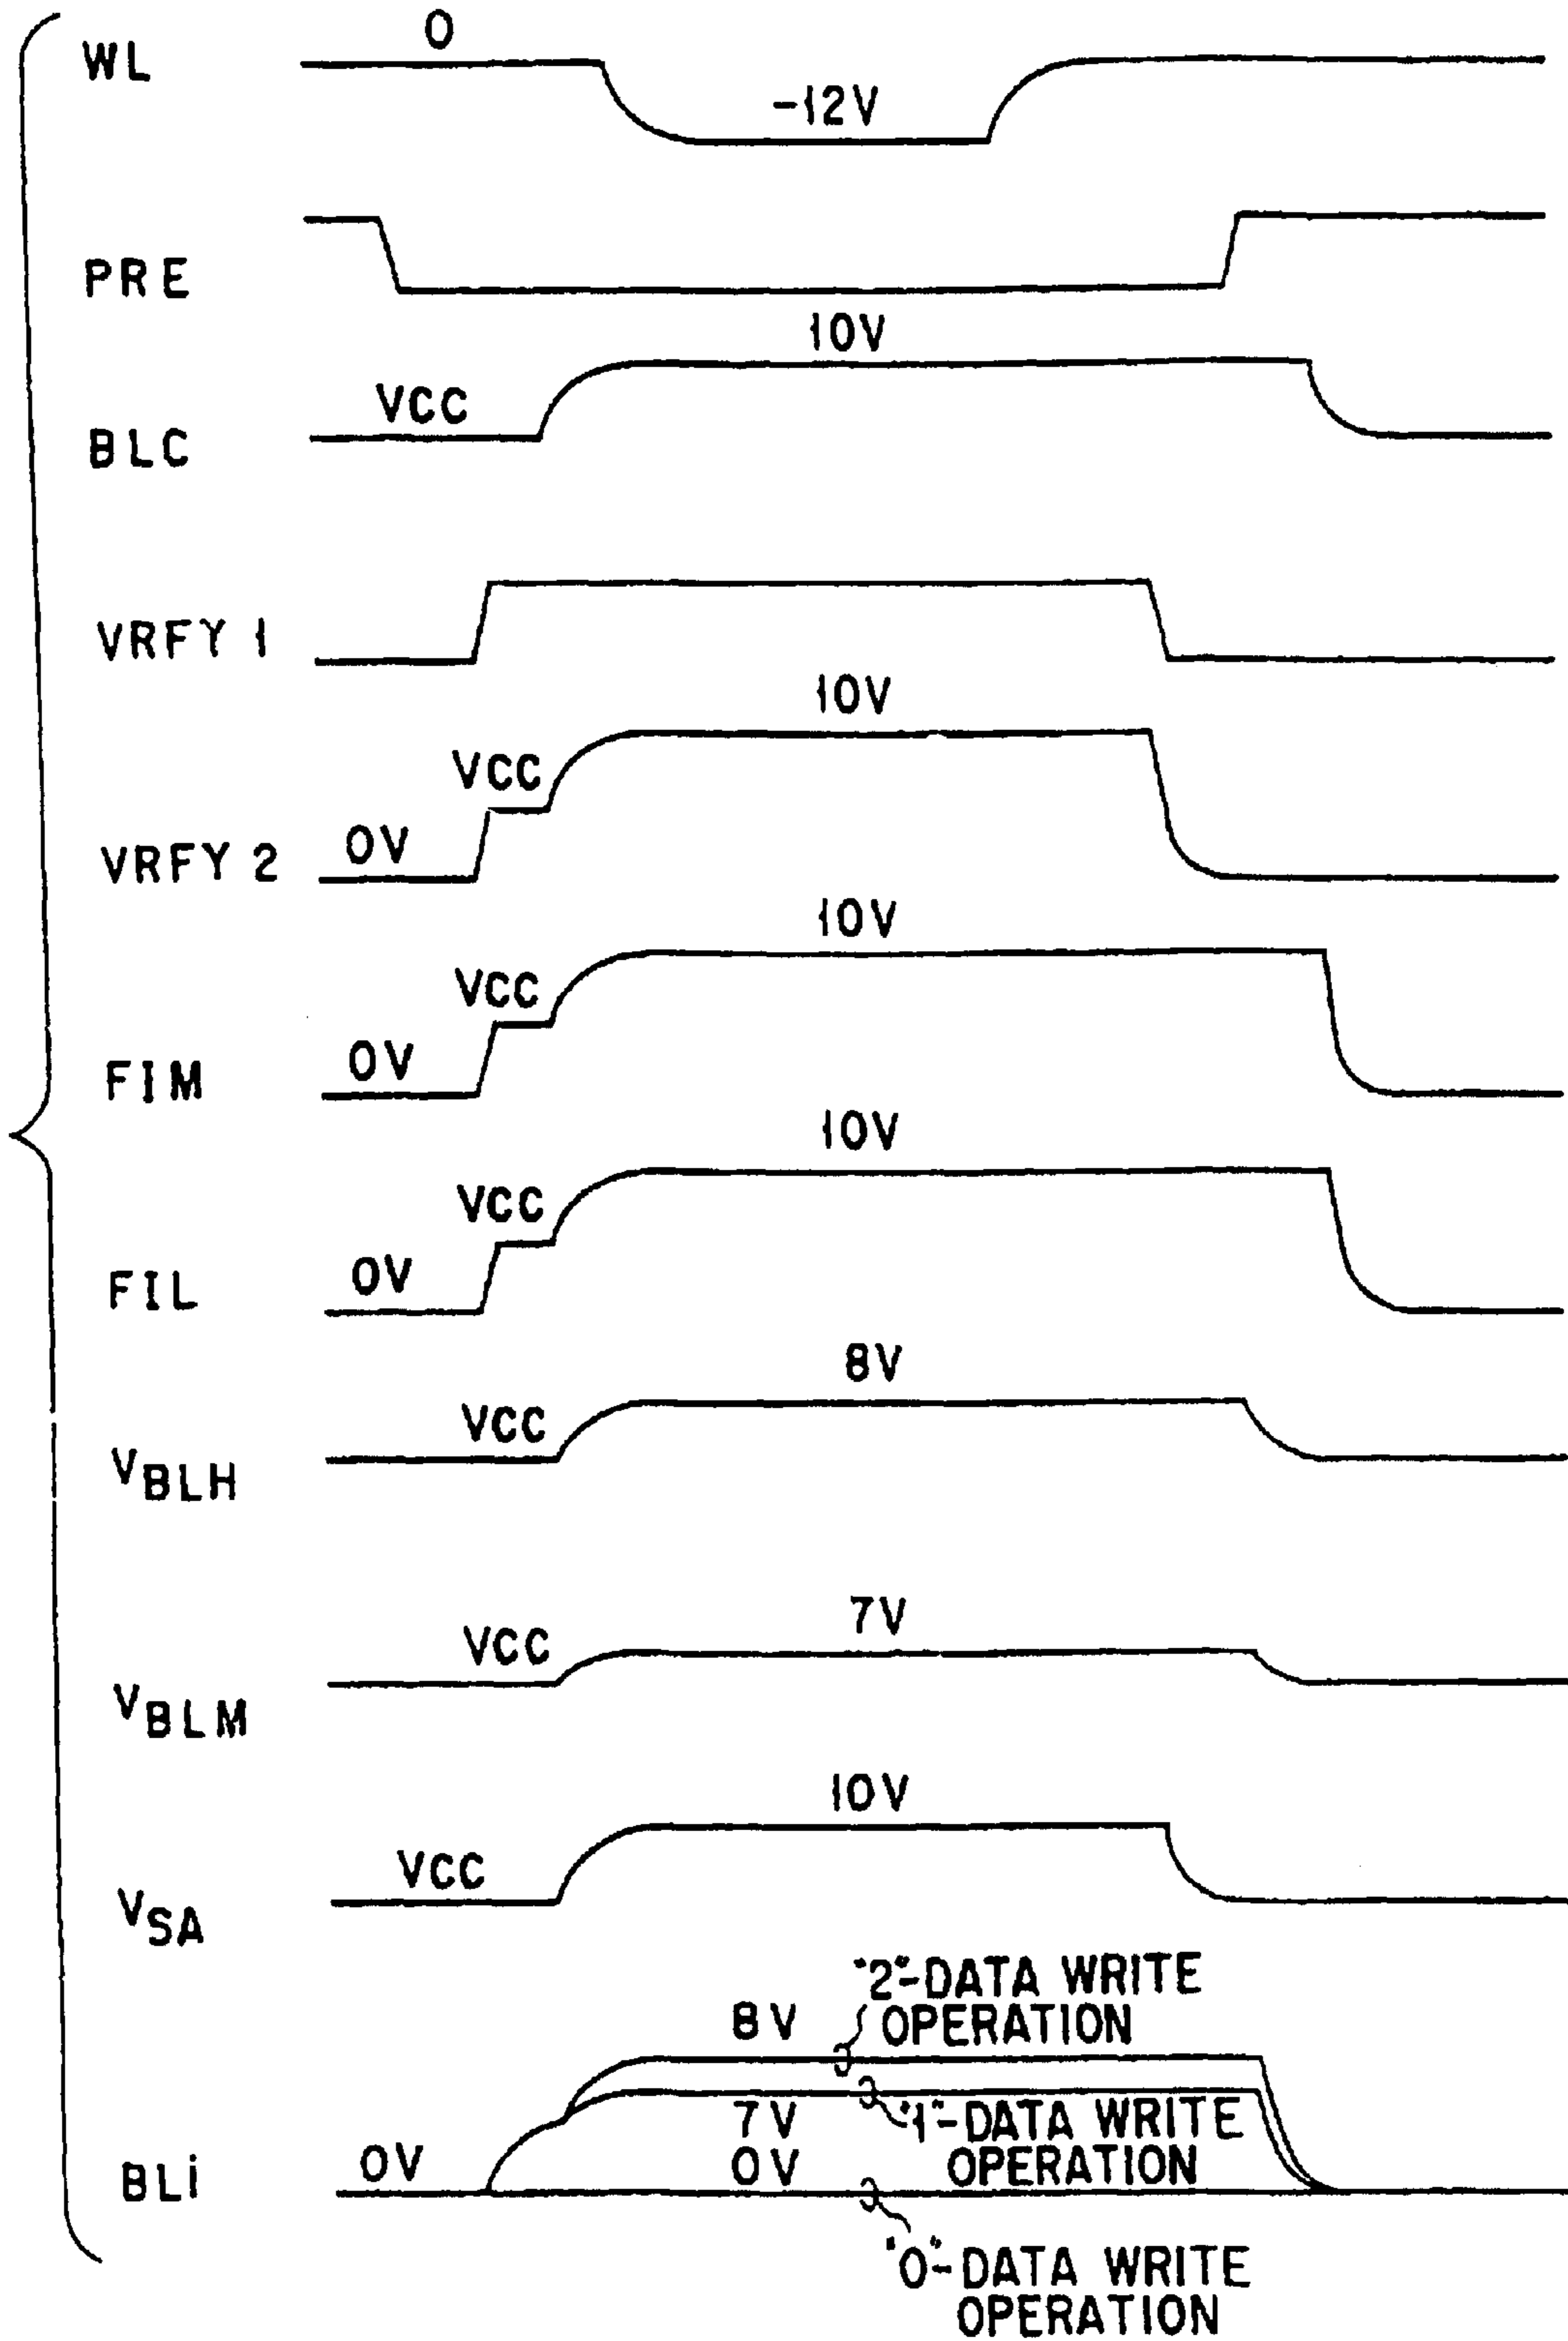 0
WL
-12V
PRE
10V
VCC
BLC
VRFY 1
10V
VCC
0V
VRFY 2
10V
VCC
0V
FIM
10V
VCC
0V
FIL
8V
VCC
VBLH
7V
VCC
VBLM
10V
VCC
VSA
"2"-DATA WRITE
OPERATION
8V
7V
"1"-DATA WRITE
OPERATION
0V
0V
BLi
"0"-DATA WRITE
OPERATION